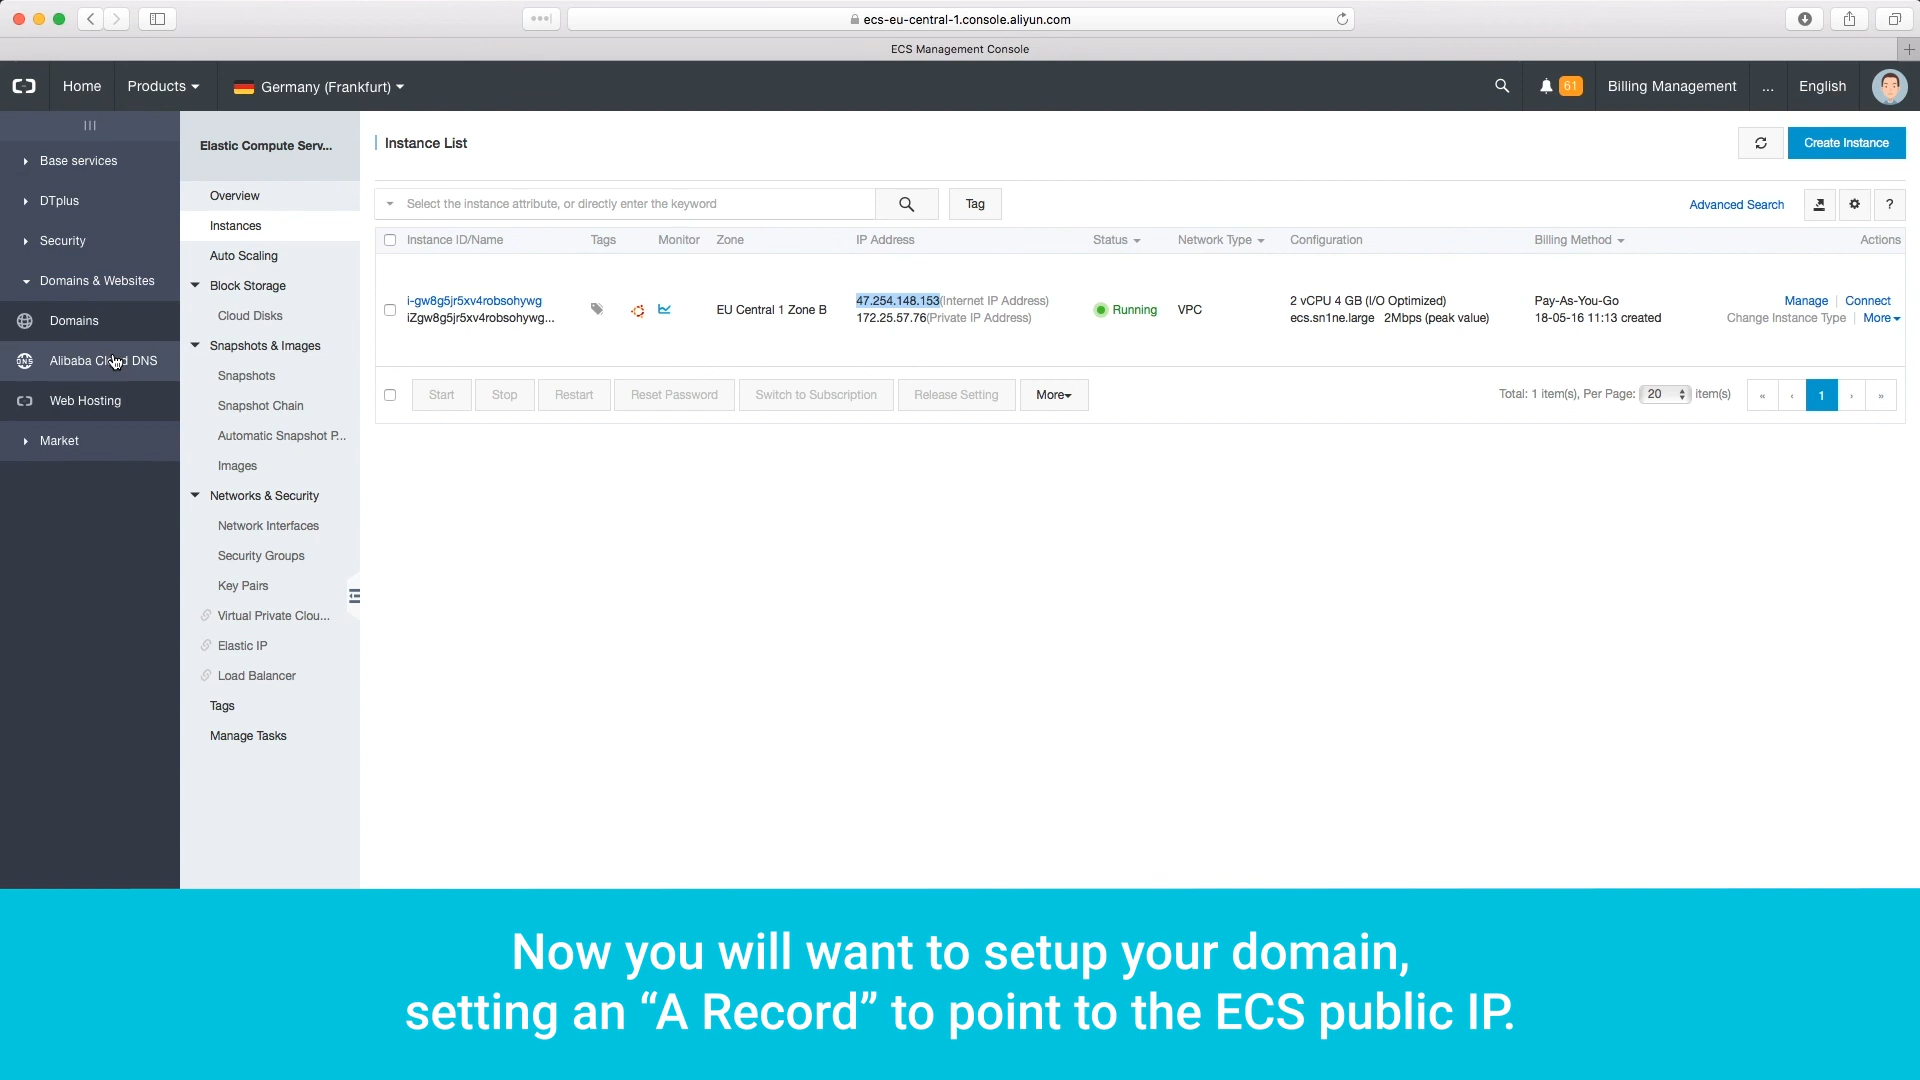 ecs-eu-central-1.console.aliyun.com
ECS Management Console
Home
Products
Germany (Frankfurt)
61
Billing Management
...
English
Base services
DTplus
Security
Domains & Websites
Domains
DNS
Alibaba Cloud DNS
Web Hosting
Market
Elastic Compute Serv...
Overview
Instances
Auto Scaling
Block Storage
Cloud Disks
Snapshots & Images
Snapshots
Snapshot Chain
Automatic Snapshot P...
Images
Networks & Security
Network Interfaces
Security Groups
Key Pairs
Virtual Private Clou...
Elastic IP
Load Balancer
Tags
Manage Tasks
Instance List
Create Instance
Select the instance attribute, or directly enter the keyword
Tag
Advanced Search
?
Instance ID/Name Tags Monitor Zone IP Address Status Network Type Configuration Billing Method Actions
i-gw8g5jr5xv4robsohywg
iZgw8g5jr5xv4robsohywg...
EU Central 1 Zone B
47.254.148.153(Internet IP Address)
172.25.57.76(Private IP Address)
Running
VPC
2 vCPU 4 GB (I/O Optimized)
ecs.sn1ne.large 2Mbps (peak value)
Pay-As-You-Go
18-05-16 11:13 created
Manage | Connect
Change Instance Type | More
Start
Stop
Restart
Reset Password
Switch to Subscription
Release Setting
More
Total: 1 item(s), Per Page: 20 item(s)
« ‹ 1 › »
Now you will want to setup your domain,
setting an “A Record” to point to the ECS public IP.